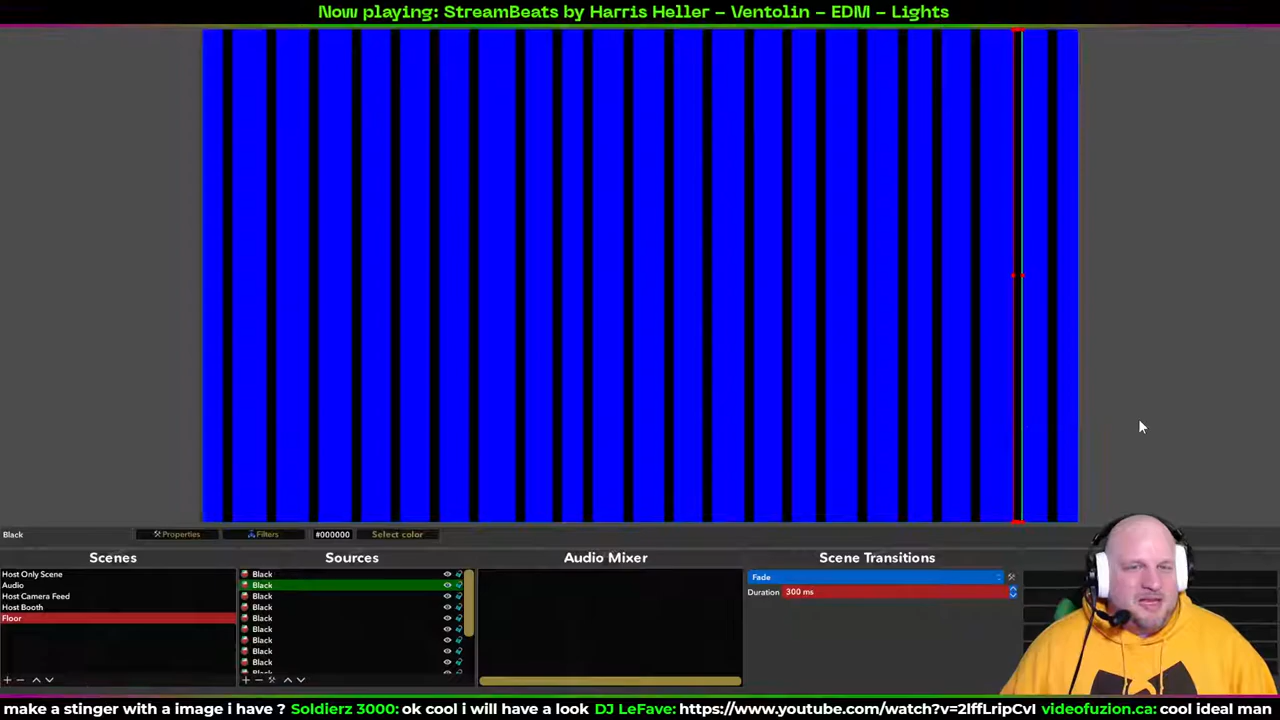 Now playing: StreamBeats by Harris Heller - Ventolin - EDM - Lights
Black
Properties
Filters
#000000
Select color
Scenes
Sources
Audio Mixer
Scene Transitions
Host Only Scene
Audio
Host Camera Feed
Host Booth
Floor
Black
Black
Black
Black
Black
Black
Black
Black
Black
Fade
Duration 300 ms
make a stinger with a image i have ? Soldierz 3000: ok cool i will have a look DJ LeFave: https://www.youtube.com/watch?v=2lffLripCvI videofuzion.ca: cool ideal man